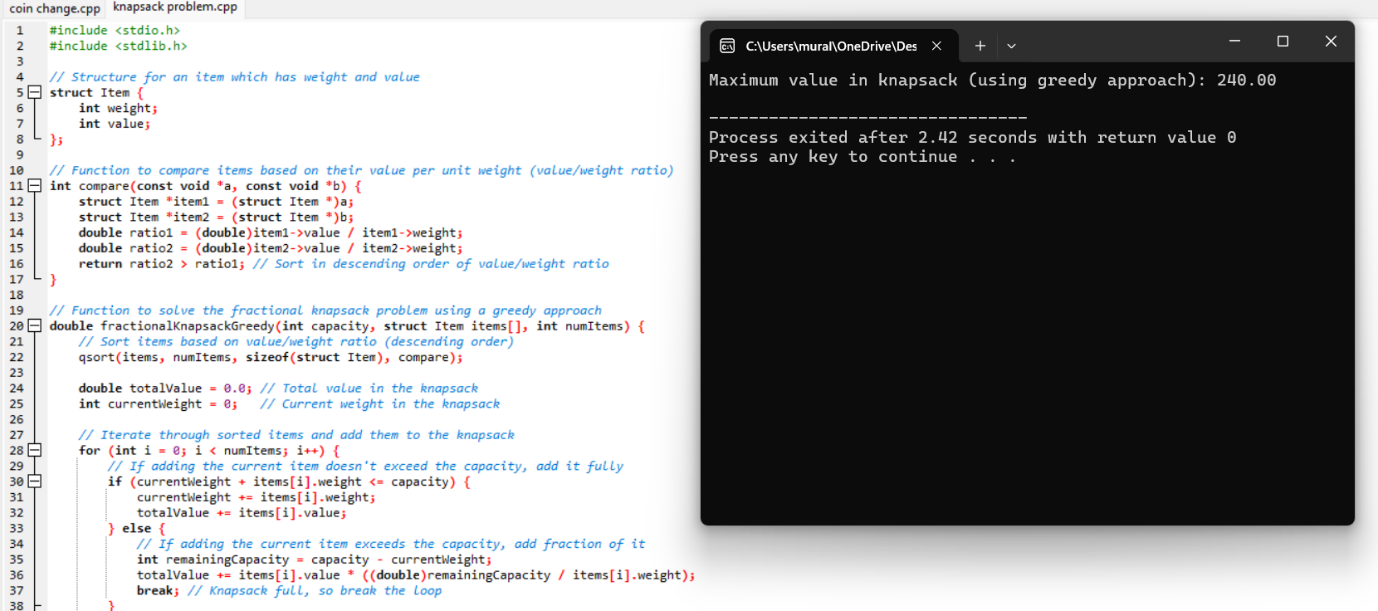 coin change.cpp knapsack problem.cpp
1 #include <stdio.h>
2 #include <stdlib.h>
3
4 // Structure for an item which has weight and value
5 struct Item {
6     int weight;
7     int value;
8 };
9
10 // Function to compare items based on their value per unit weight (value/weight ratio)
11 int compare(const void *a, const void *b) {
12     struct Item *item1 = (struct Item *)a;
13     struct Item *item2 = (struct Item *)b;
14     double ratio1 = (double)item1->value / item1->weight;
15     double ratio2 = (double)item2->value / item2->weight;
16     return ratio2 > ratio1; // Sort in descending order of value/weight ratio
17 }
18
19 // Function to solve the fractional knapsack problem using a greedy approach
20 double fractionalKnapsackGreedy(int capacity, struct Item items[], int numItems) {
21     // Sort items based on value/weight ratio (descending order)
22     qsort(items, numItems, sizeof(struct Item), compare);
23
24     double totalValue = 0.0; // Total value in the knapsack
25     int currentWeight = 0;   // Current weight in the knapsack
26
27     // Iterate through sorted items and add them to the knapsack
28     for (int i = 0; i < numItems; i++) {
29         // If adding the current item doesn't exceed the capacity, add it fully
30         if (currentWeight + items[i].weight <= capacity) {
31             currentWeight += items[i].weight;
32             totalValue += items[i].value;
33         } else {
34             // If adding the current item exceeds the capacity, add fraction of it
35             int remainingCapacity = capacity - currentWeight;
36             totalValue += items[i].value * ((double)remainingCapacity / items[i].weight);
37             break; // Knapsack full, so break the loop
38         }
C:\Users\mural\OneDrive\Des
Maximum value in knapsack (using greedy approach): 240.00
--------------------------------
Process exited after 2.42 seconds with return value 0
Press any key to continue . . .